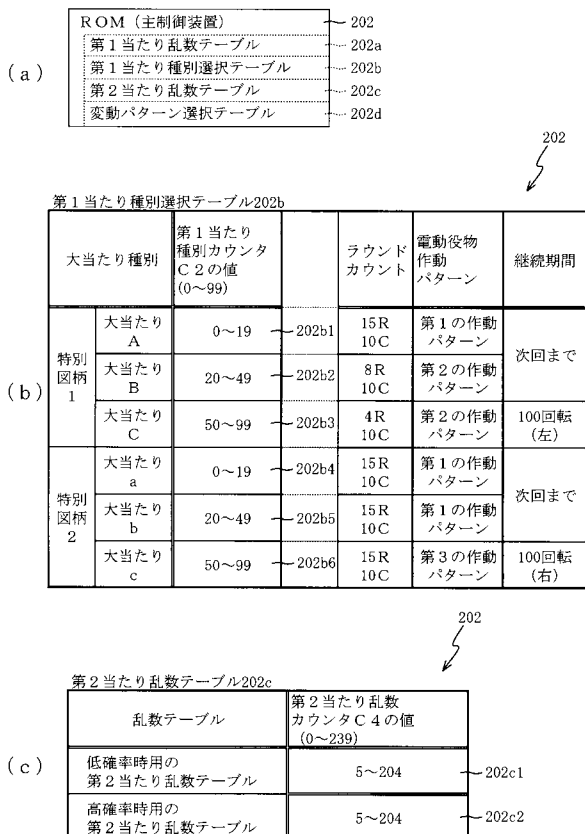 (a)
ROM(主制御装置)
202
第1当たり乱数テーブル
202a
第1当たり種別選択テーブル
202b
第2当たり乱数テーブル
202c
変動パターン選択テーブル
202d
202
(b)
第1当たり種別選択テーブル202b
大当たり種別
第1当たり
種別カウンタ
C2の値
(0~99)
ラウンド
カウント
電動役物
作動
パターン
継続期間
特別
図柄
1
大当たり
A
0~19
202b1
15R
10C
第1の作動
パターン
次回まで
大当たり
B
20~49
202b2
8R
10C
第2の作動
パターン
大当たり
C
50~99
202b3
4R
10C
第2の作動
パターン
100回転
(左)
特別
図柄
2
大当たり
a
0~19
202b4
15R
10C
第1の作動
パターン
次回まで
大当たり
b
20~49
202b5
15R
10C
第1の作動
パターン
大当たり
c
50~99
202b6
15R
10C
第3の作動
パターン
100回転
(右)
202
(c)
第2当たり乱数テーブル202c
乱数テーブル
第2当たり乱数
カウンタC4の値
(0~239)
低確率時用の
第2当たり乱数テーブル
5~204
202c1
高確率時用の
第2当たり乱数テーブル
5~204
202c2